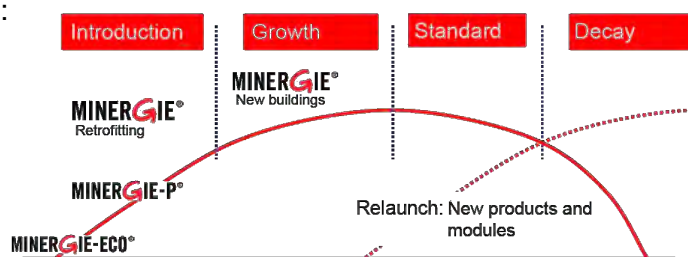 :
Introduction
Growth
Standard
Decay
MINERGIE®
New buildings
MINERGIE®
Retrofitting
MINERGIE-P®
Relaunch: New products and
modules
MINERGIE-ECO®